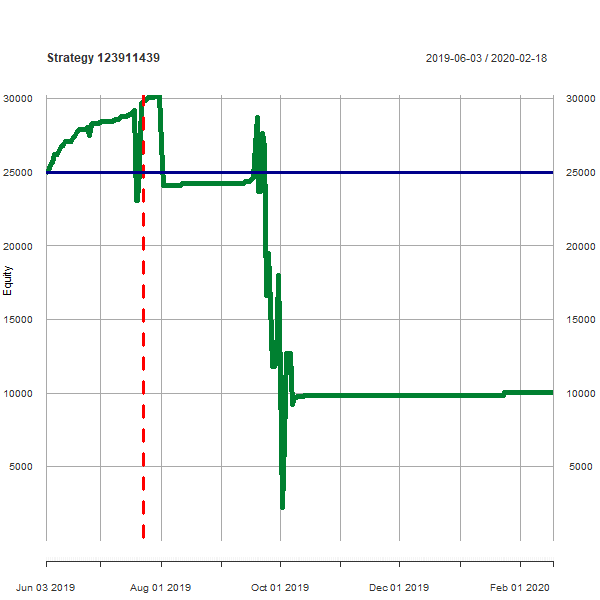 Strategy 123911439
2019-06-03 / 2020-02-18
30000
30000
25000
25000
20000
20000
Equity
15000
15000
10000
10000
5000
5000
Jun 03 2019
Aug 01 2019
Oct 01 2019
Dec 01 2019
Feb 01 2020